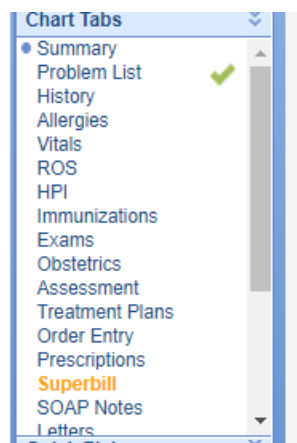 Chart Tabs
Summary
Problem List
History
Allergies
Vitals
ROS
HPI
Immunizations
Exams
Obstetrics
Assessment
Treatment Plans
Order Entry
Prescriptions
Superbill
SOAP Notes
Letters